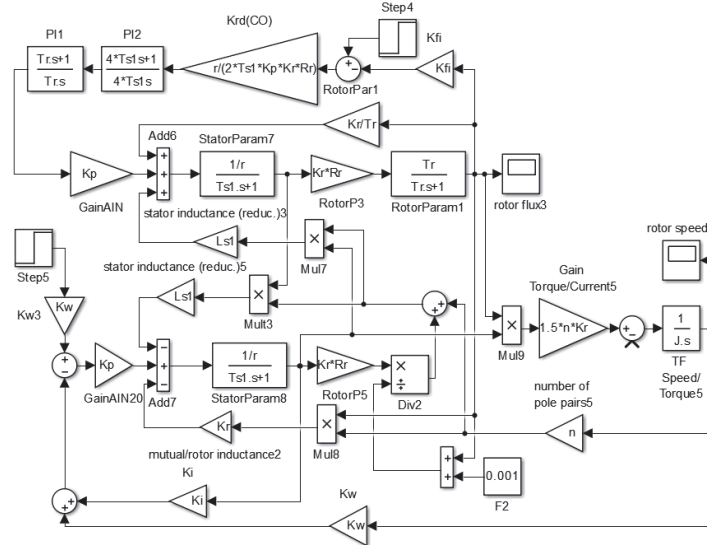 Step4
Krd(CO)
Kfi
PI1
PI2
Tr.s+1
Tr.s
4*Ts1s+1
4*Ts1s
r/(2*Ts1*Kp*Kr*Rr)
+
−
Kfi
RotorPar1
Kr/Tr
Add6
StatorParam7
Kp
+
+
+
1/r
Ts1.s+1
Kr*Rr
Tr
Tr.s+1
GainAIN
RotorP3
RotorParam1
rotor flux3
stator inductance (reduc.)3
Ls1
×
Mul7
rotor speed
Step5
stator inductance (reduc.)5
Gain
Torque/Current5
Kw3
Kw
Ls1
×
Mult3
+
+
×
Mul9
1.5*n*Kr
+
−
1
J.s
TF
Speed/
Torque5
+
−
Kp
−
+
−
1/r
Ts1.s+1
Kr*Rr
×
÷
GainAIN20
Add7
StatorParam8
RotorP5
Div2
number of
pole pairs5
Kr
×
Mul8
n
mutual/rotor inductance2
Ki
+
+
0.001
F2
+
+
Ki
Kw
Kw